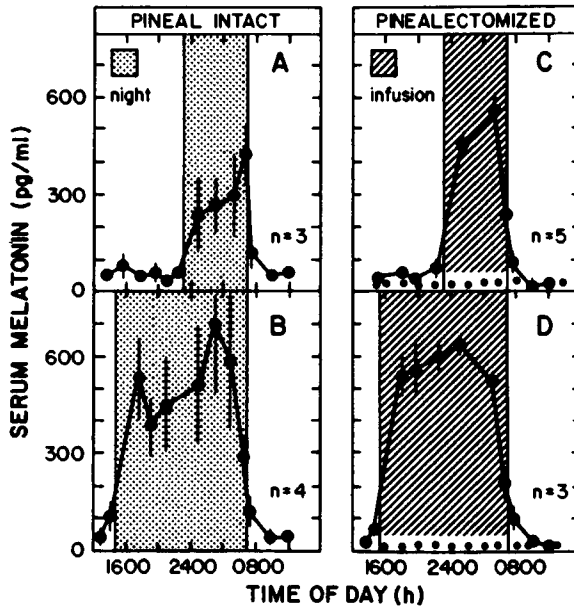 PINEAL INTACT
PINEALECTOMIZED
A
night
n=3
C
infusion
n=5
600
300
0
B
n=4
D
n=3
600
300
0
SERUM MELATONIN (pg/ml)
1600 2400 0800
1600 2400 0800
TIME OF DAY (h)